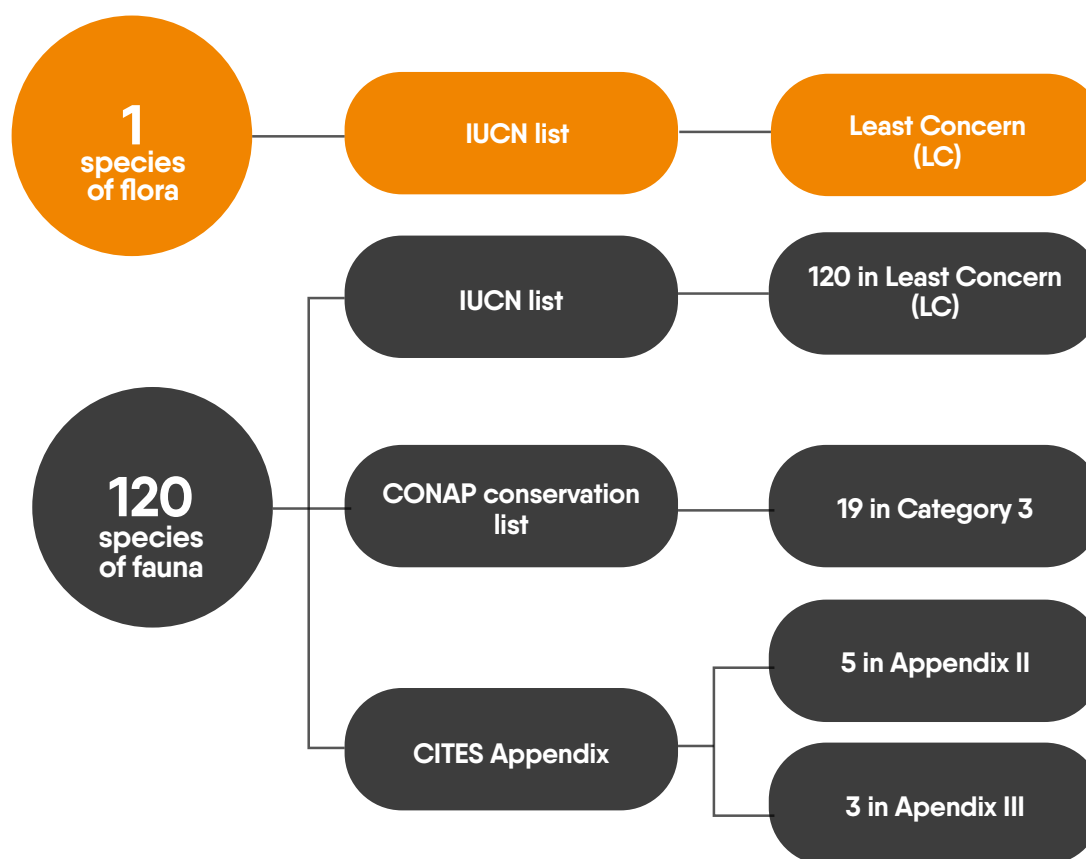 1
species
of flora
IUCN list
Least Concern
(LC)
IUCN list
120 in Least Concern
(LC)
120
species
of fauna
CONAP conservation
list
19 in Category 3
CITES Appendix
5 in Appendix II
3 in Apendix III